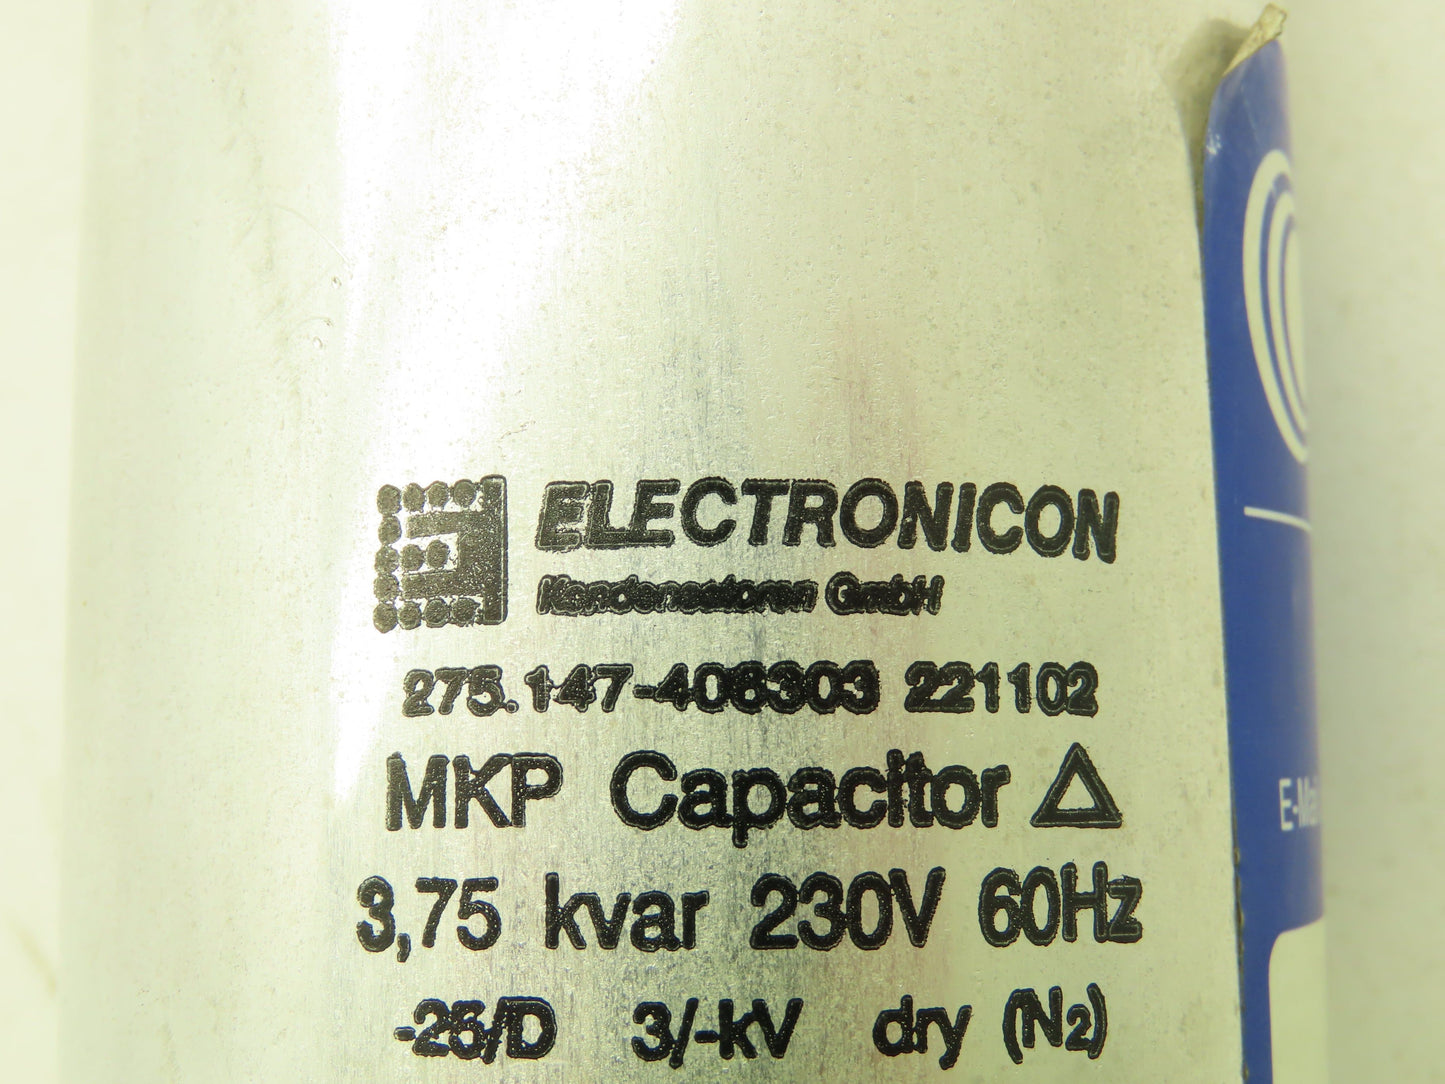 ELECTRONICON
Kondensatoren GmbH
275.147-406303 221102
MKP Capacitor Δ
3,75 kvar 230V 60Hz
-25/D 3/-kV dry (N₂)